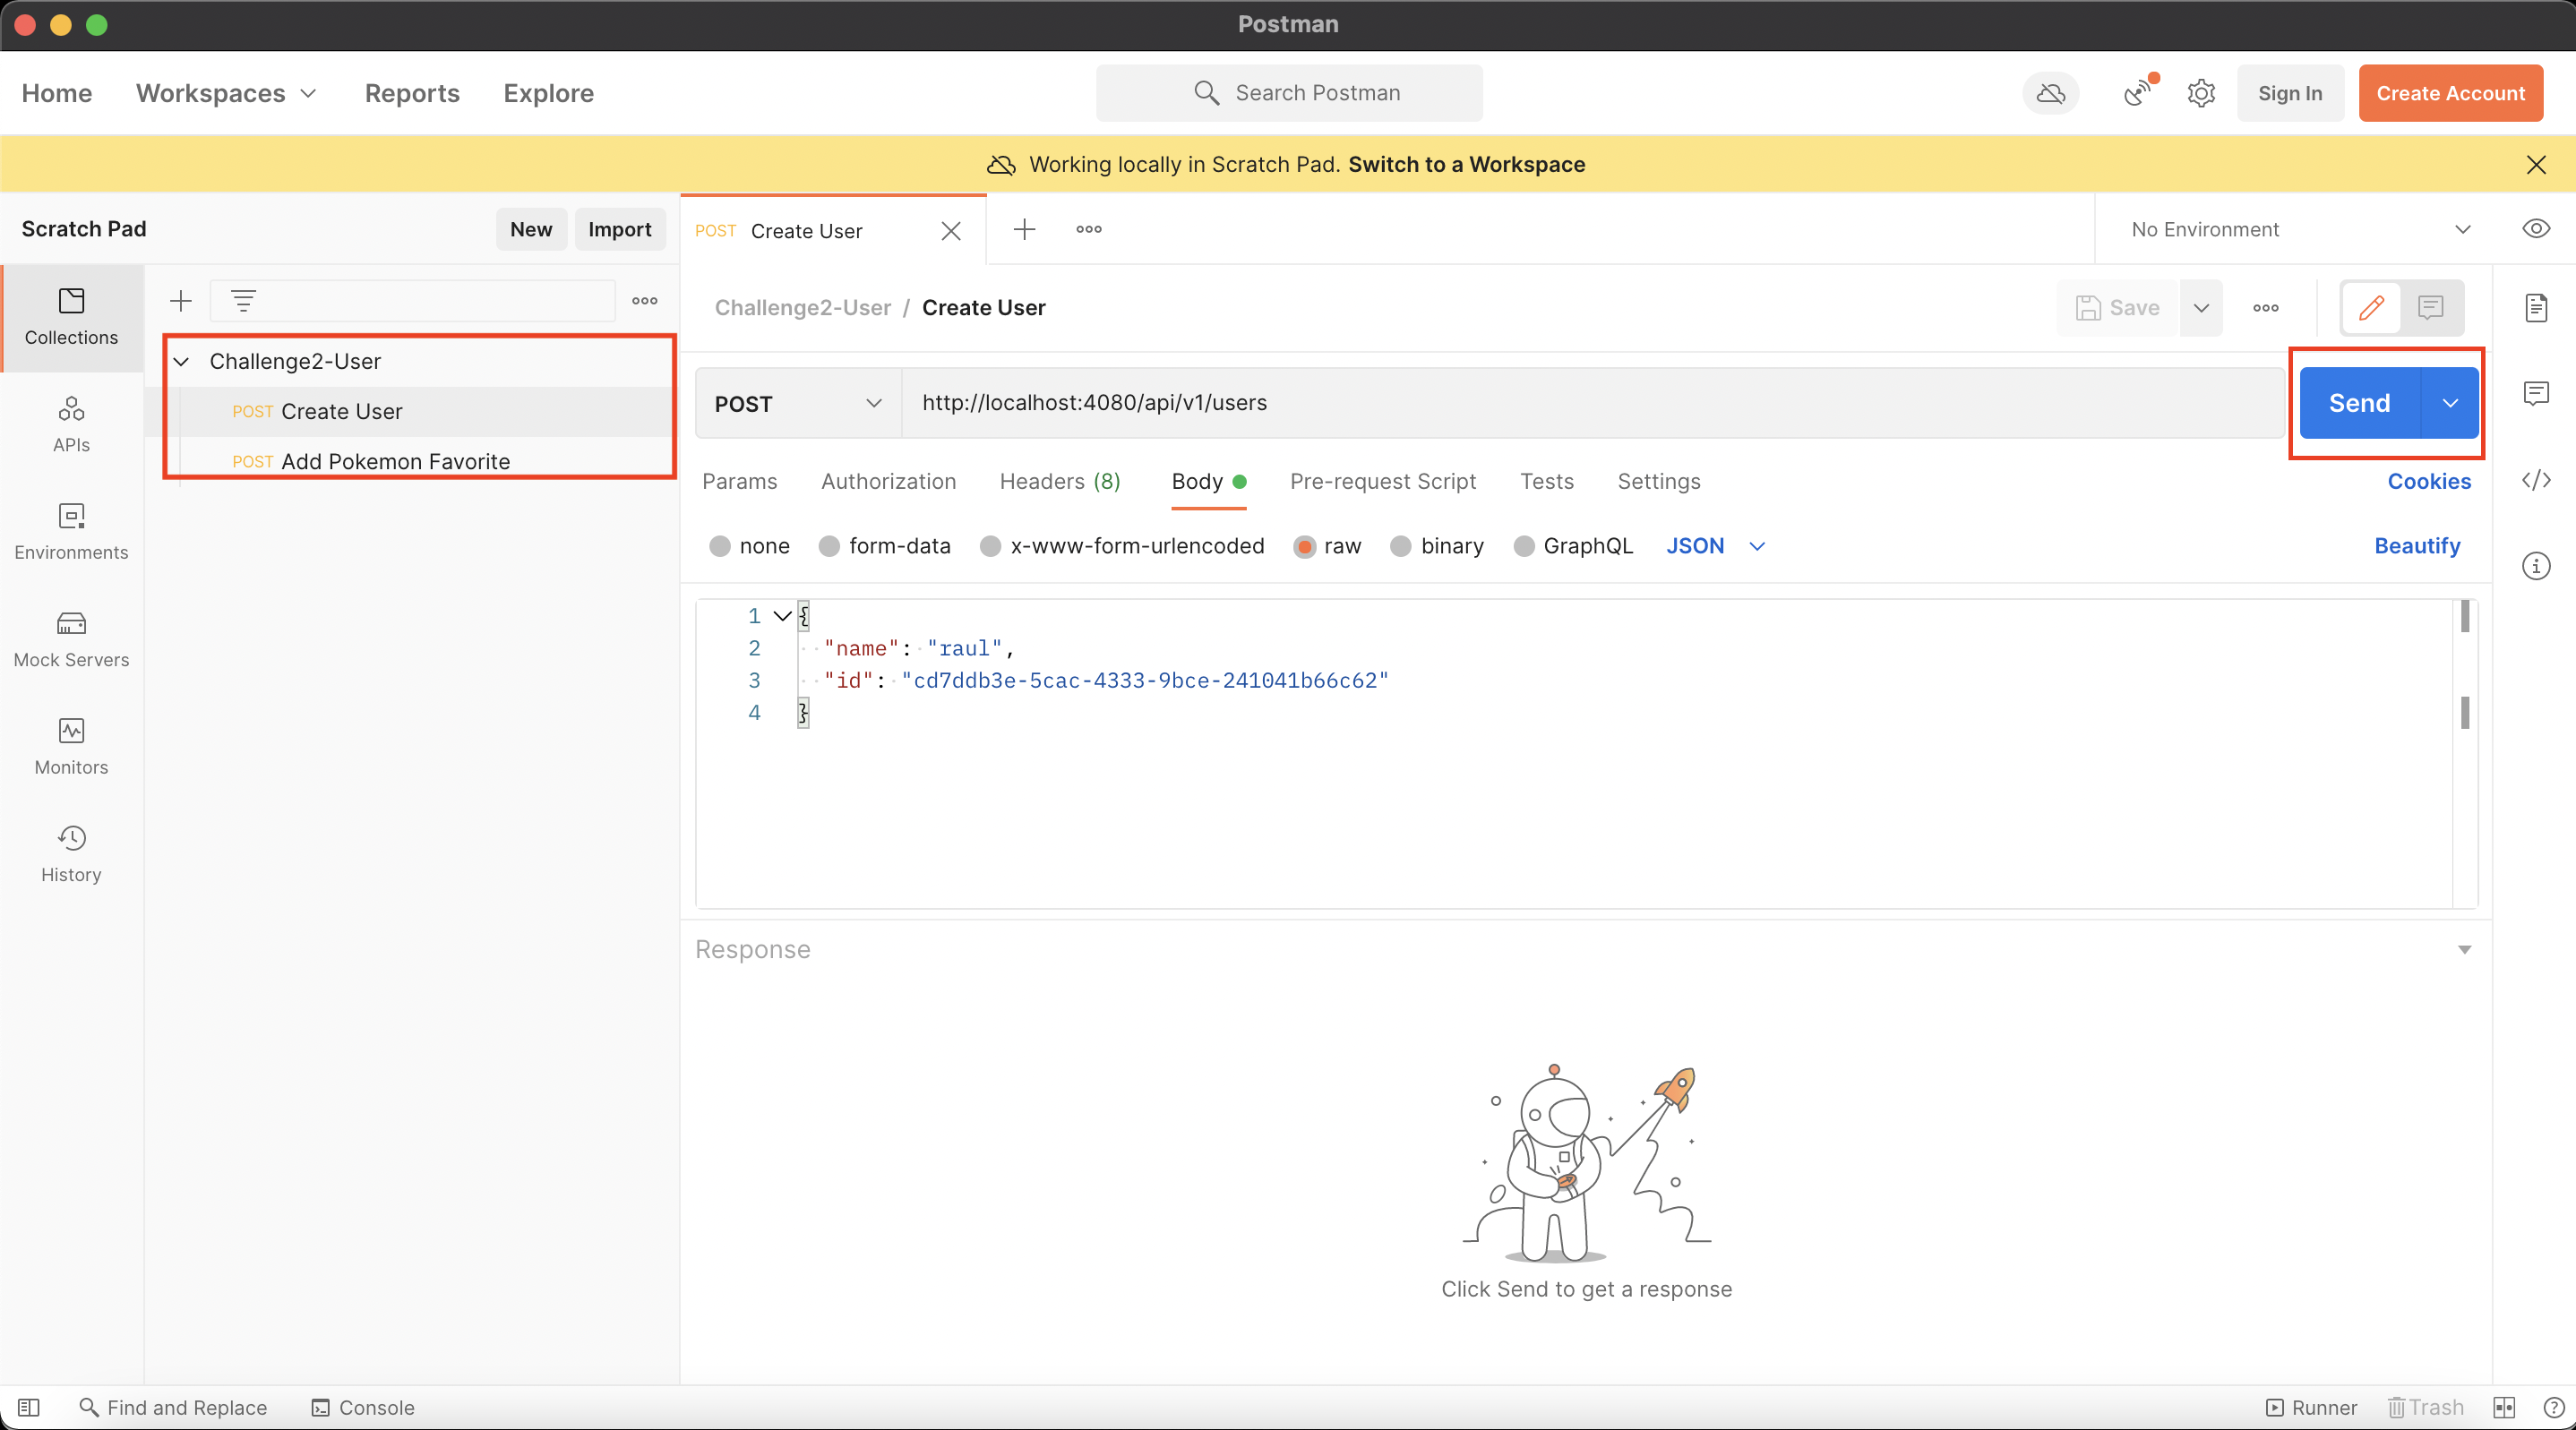 Postman
Home Workspaces Reports Explore Search Postman Sign In Create Account
Working locally in Scratch Pad. Switch to a Workspace
Scratch Pad New Import
POST Create User
No Environment
Collections
APIs
Environments
Mock Servers
Monitors
History
Challenge2-User
POST Create User
POST Add Pokemon Favorite
Challenge2-User / Create User
Save
POST http://localhost:4080/api/v1/users Send
Params Authorization Headers (8) Body Pre-request Script Tests Settings Cookies
none form-data x-www-form-urlencoded raw binary GraphQL JSON Beautify
1 {
2 "name": "raul",
3 "id": "cd7ddb3e-5cac-4333-9bce-241041b66c62"
4 }
Response
Click Send to get a response
Find and Replace Console Runner Trash